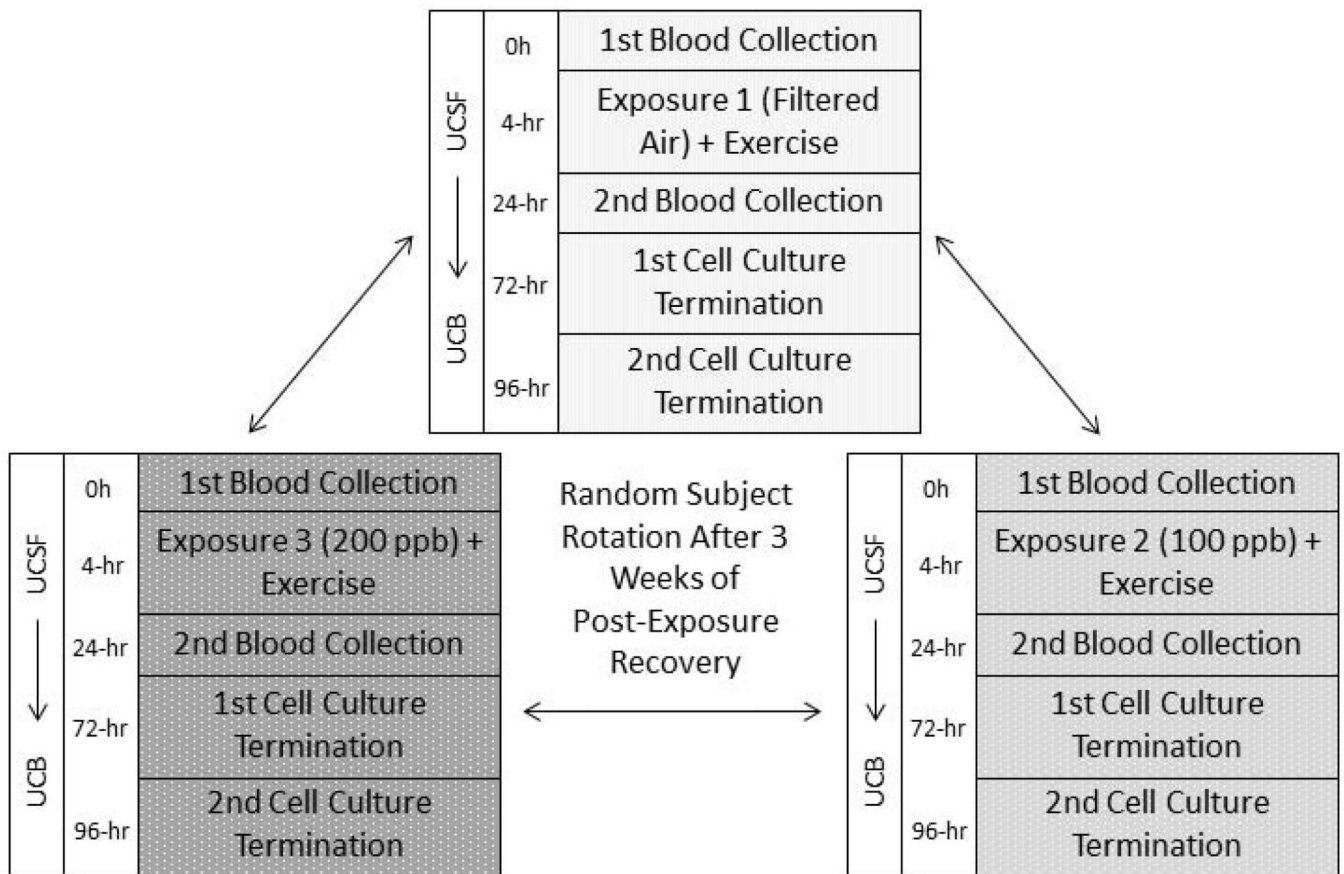 UCSF
UCB
0h
1st Blood Collection
4-hr
Exposure 1 (Filtered
Air) + Exercise
24-hr
2nd Blood Collection
72-hr
1st Cell Culture
Termination
96-hr
2nd Cell Culture
Termination
UCSF
UCB
0h
1st Blood Collection
4-hr
Exposure 3 (200 ppb) +
Exercise
24-hr
2nd Blood Collection
72-hr
1st Cell Culture
Termination
96-hr
2nd Cell Culture
Termination
Random Subject
Rotation After 3
Weeks of
Post-Exposure
Recovery
UCSF
UCB
0h
1st Blood Collection
4-hr
Exposure 2 (100 ppb) +
Exercise
24-hr
2nd Blood Collection
72-hr
1st Cell Culture
Termination
96-hr
2nd Cell Culture
Termination